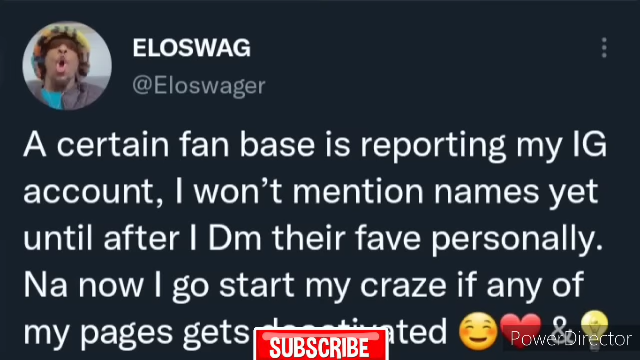 ELOSWAG
@Eloswager
A certain fan base is reporting my IG
account, I won’t mention names yet
until after I Dm their fave personally.
Na now I go start my craze if any of
my pages gets deactivated 😊❤️ & 💡
SUBSCRIBE
PowerDirector